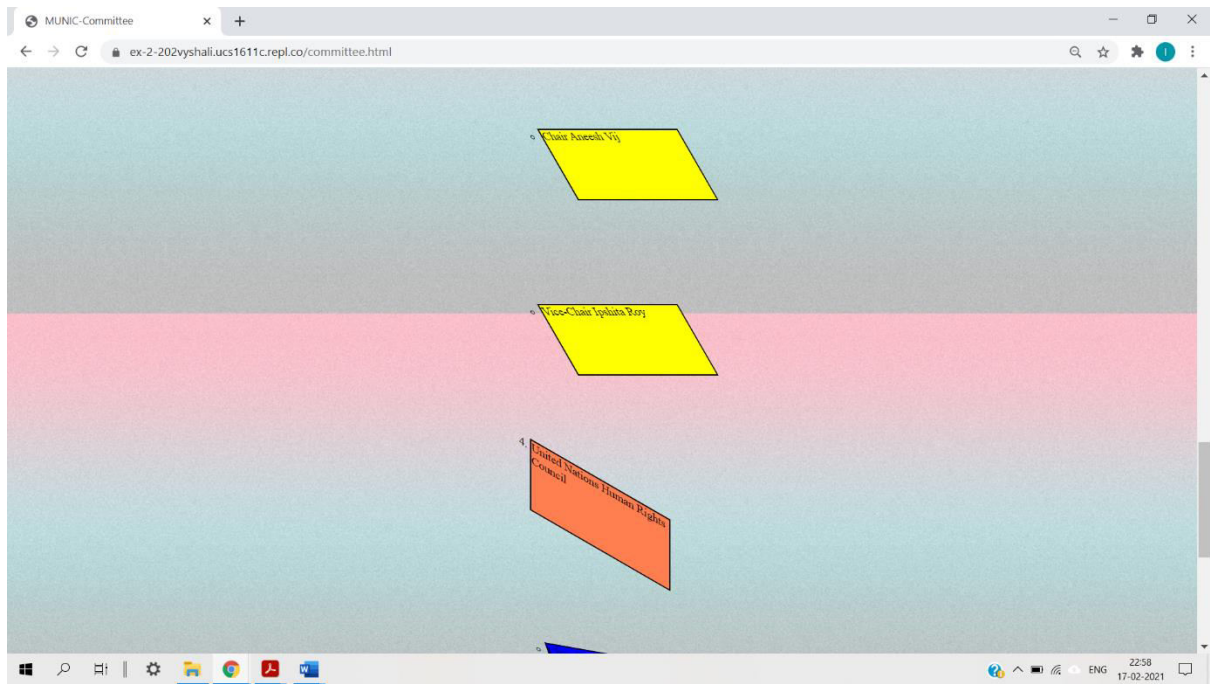 MUNIC-Committee
ex-2-202vyshali.ucs1611c.repl.co/committee.html
I
Chair Aneesh Vij
Vice-Chair Ipshita Roy
4.
United Nations Human Rights
Council
ENG
22:58
17-02-2021